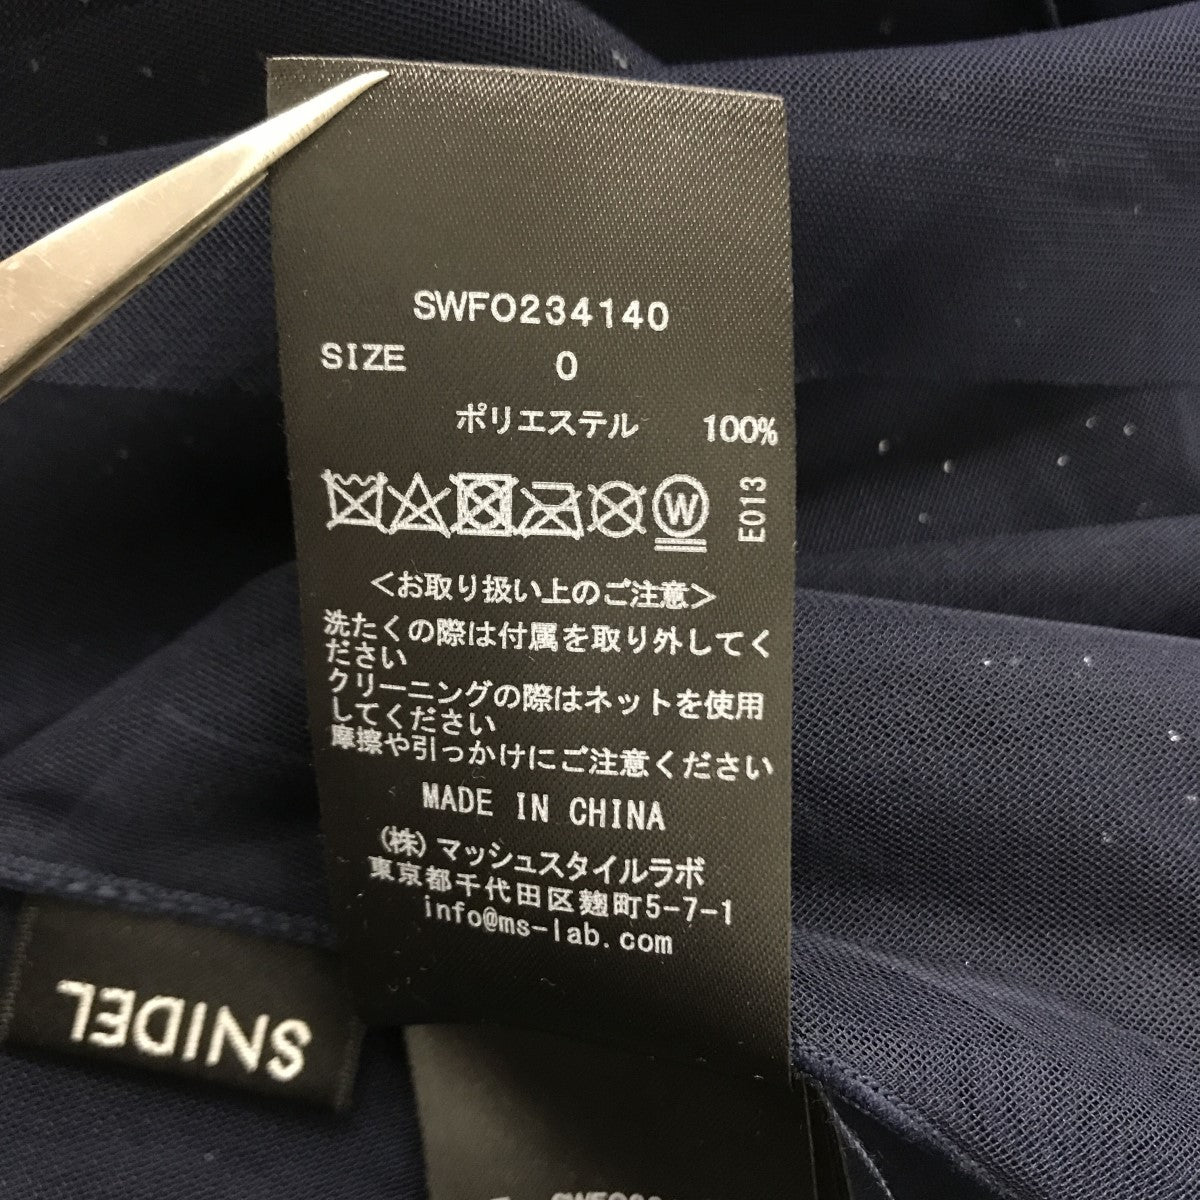 SWFO234140
SIZE 0
ポリエステル 100%
W
E013
<お取り扱い上のご注意>
洗たくの際は付属を取り外してく
ださい
クリーニングの際はネットを使用
してください
摩擦や引っかけにご注意ください
MADE IN CHINA
(株)マッシュスタイルラボ
東京都千代田区麹町5-7-1
info@ms-lab.com
SNIDEL